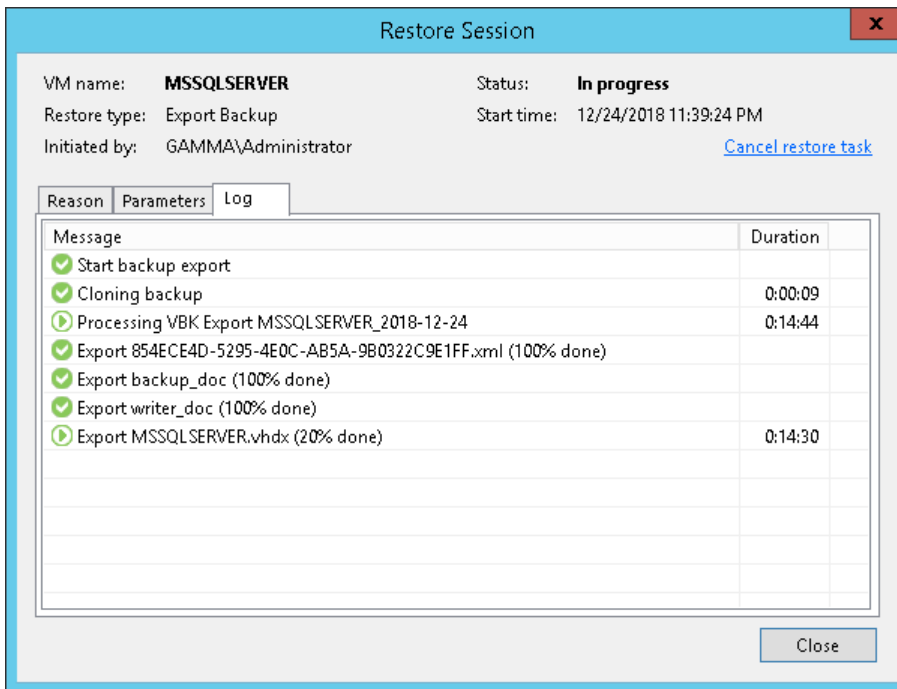 Restore Session
x
VM name: MSSQLSERVER Status: In progress
Restore type: Export Backup Start time: 12/24/2018 11:39:24 PM
Initiated by: GAMMA\Administrator Cancel restore task
Reason Parameters Log
Message Duration
Start backup export
Cloning backup 0:00:09
Processing VBK Export MSSQLSERVER_2018-12-24 0:14:44
Export 854ECE4D-5295-4E0C-AB5A-9B0322C9E1FF.xml (100% done)
Export backup_doc (100% done)
Export writer_doc (100% done)
Export MSSQLSERVER.vhdx (20% done) 0:14:30
Close